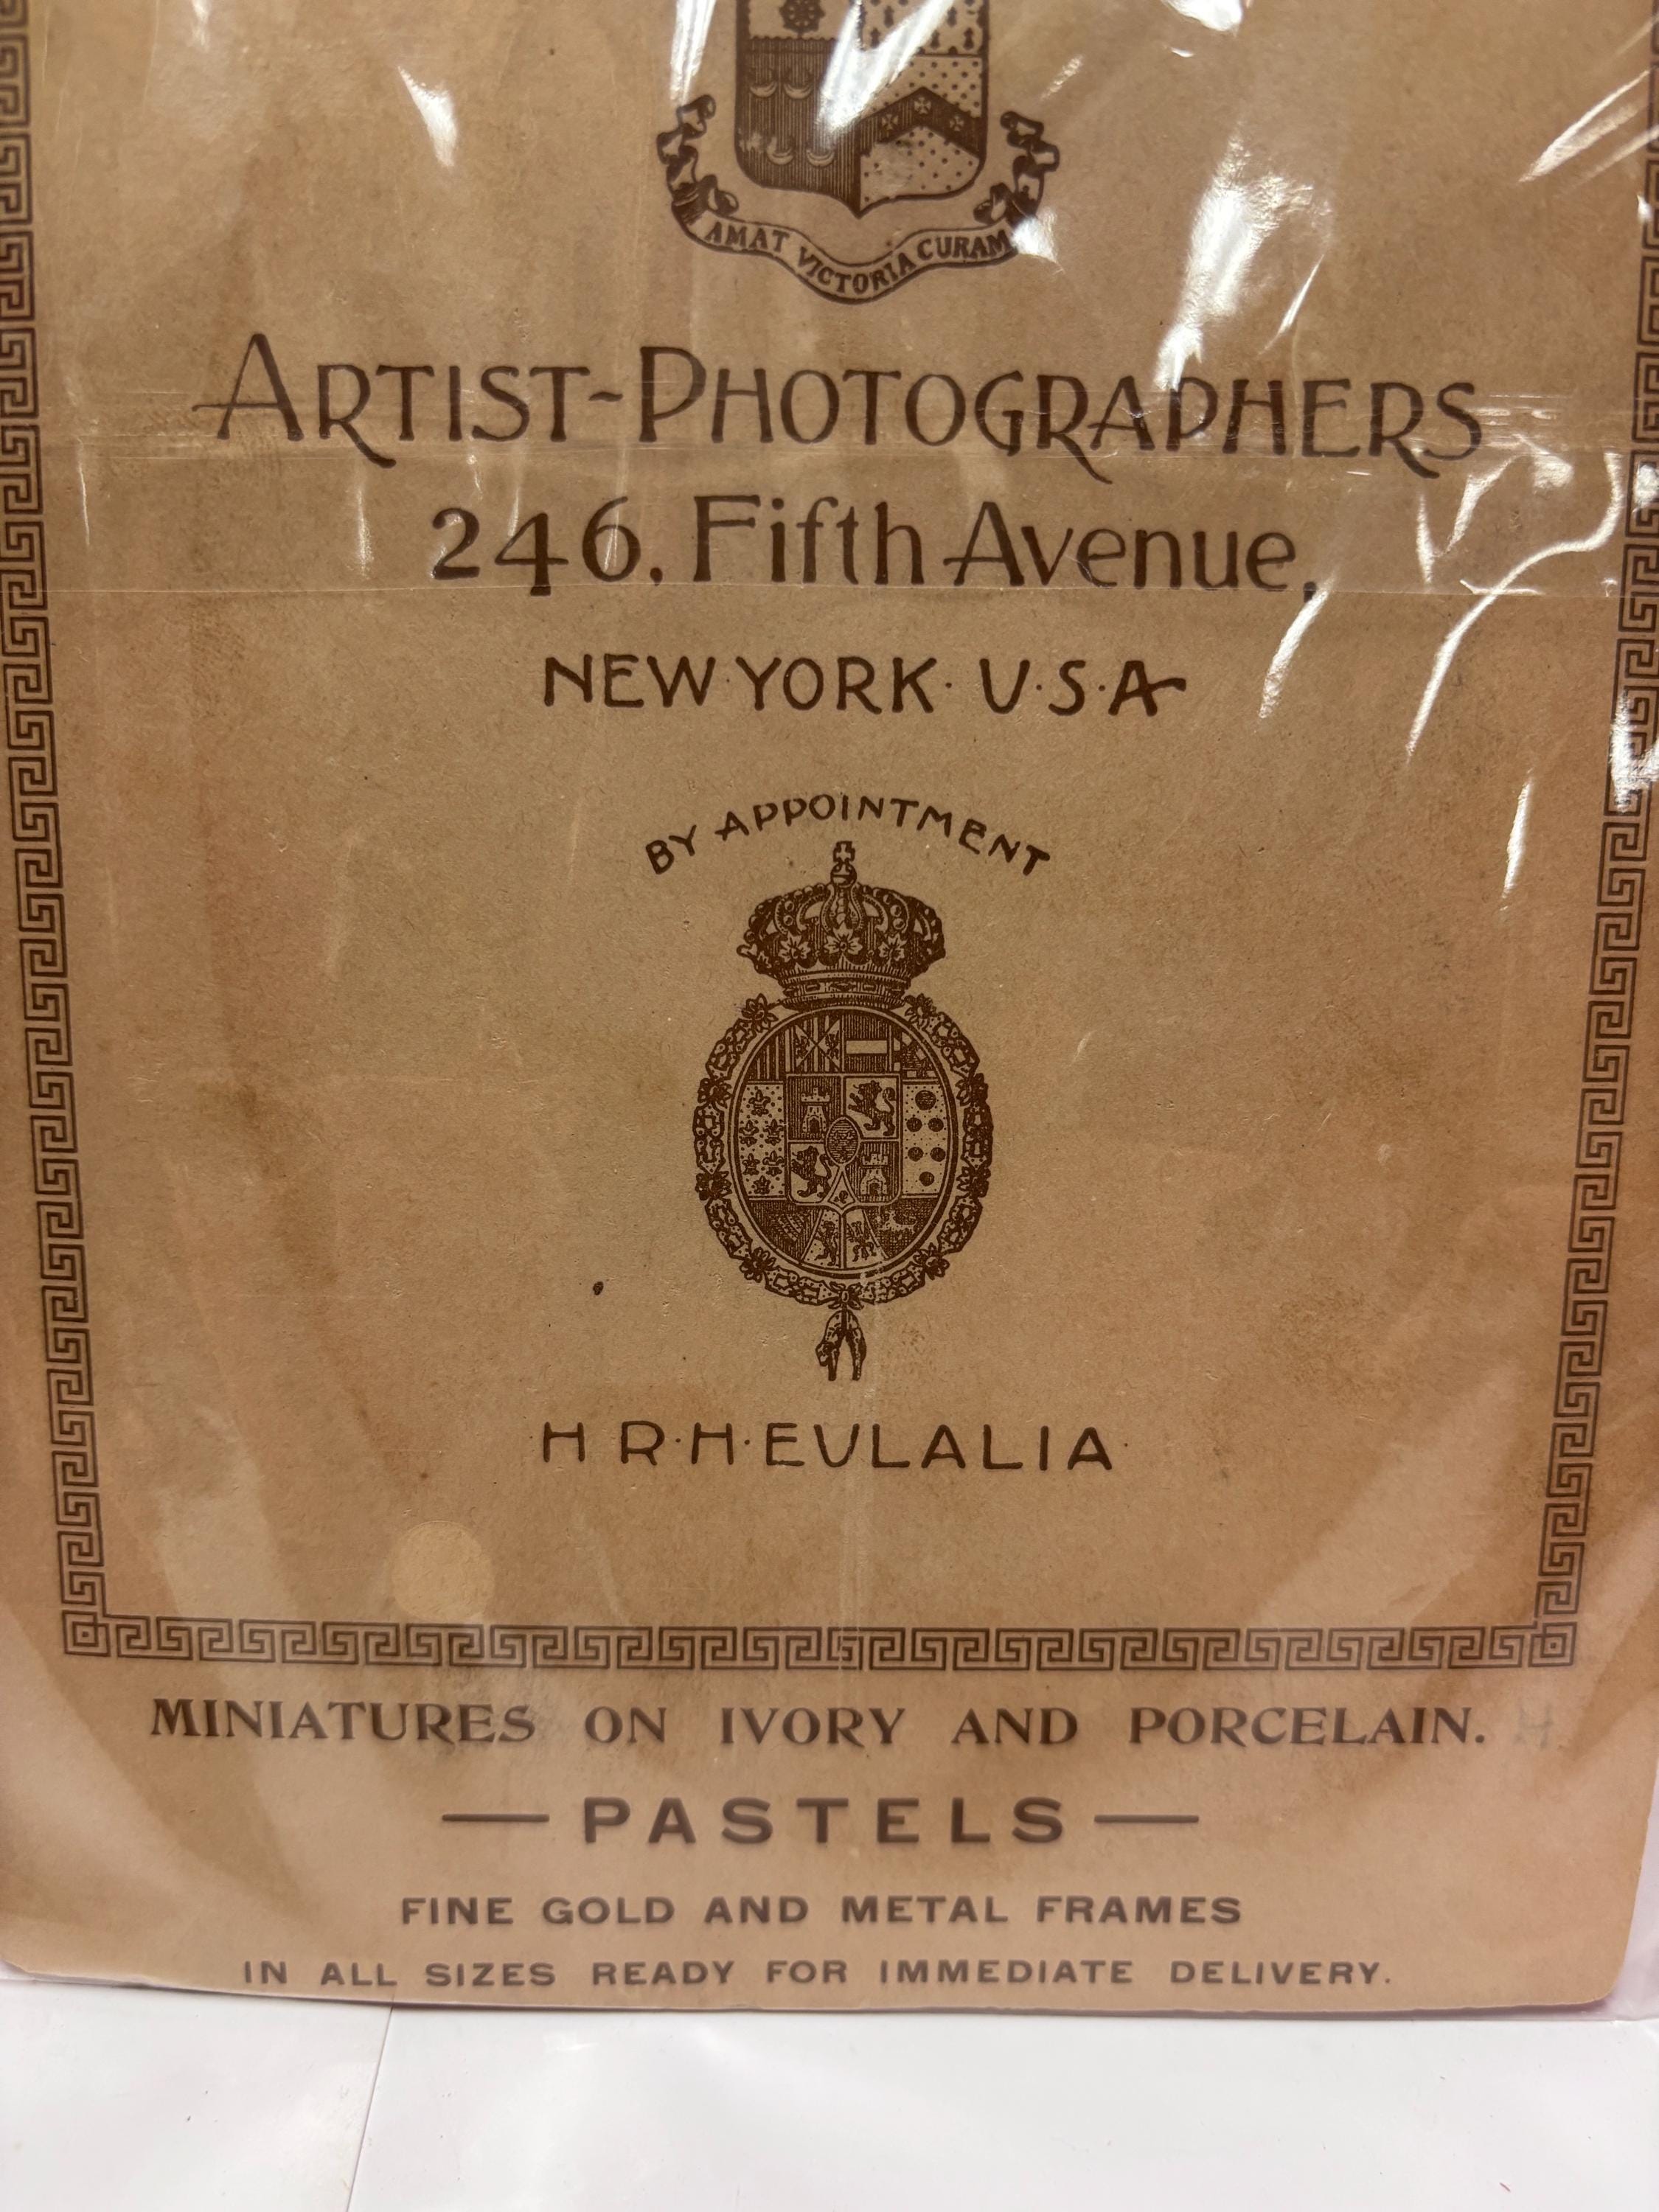 AMAT VICTORIA CURAM
ARTIST-PHOTOGRAPHERS
246, Fifth Avenue,
NEW YORK· U·S·A
BY APPOINTMENT
H R·H·EULALIA
MINIATURES ON IVORY AND PORCELAIN.
— PASTELS —
FINE GOLD AND METAL FRAMES
IN ALL SIZES READY FOR IMMEDIATE DELIVERY.